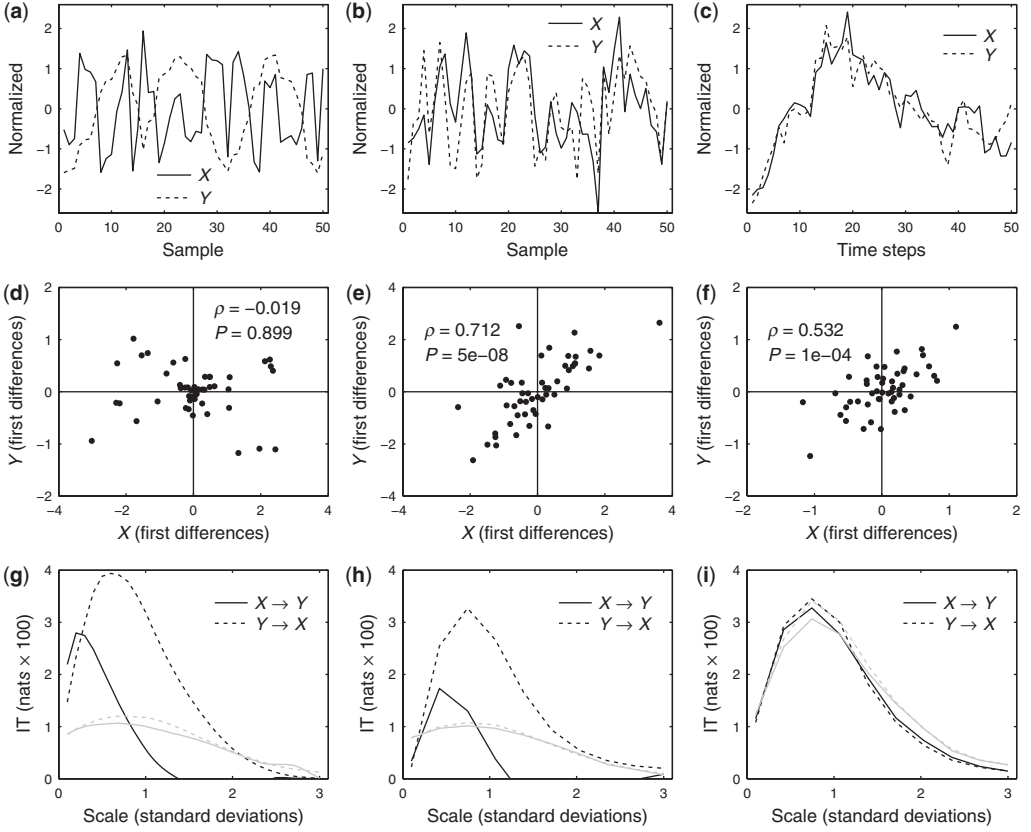 (a)
2
1
0
−1
−2
Normalized
X
Y
0 10 20 30 40 50
Sample
(b)
2
1
0
−1
−2
Normalized
X
Y
0 10 20 30 40 50
Sample
(c)
2
1
0
−1
−2
Normalized
X
Y
0 10 20 30 40 50
Time steps
(d)
2
1
0
−1
−2
Y (first differences)
ρ = −0.019
P = 0.899
−4 −2 0 2 4
X (first differences)
(e)
4
2
0
−2
−4
Y (first differences)
ρ = 0.712
P = 5e−08
−4 −2 0 2 4
X (first differences)
(f)
2
1
0
−1
−2
Y (first differences)
ρ = 0.532
P = 1e−04
−2 −1 0 1 2
X (first differences)
(g)
4
3
2
1
0
IT (nats × 100)
X → Y
Y → X
0 1 2 3
Scale (standard deviations)
(h)
4
3
2
1
0
IT (nats × 100)
X → Y
Y → X
0 1 2 3
Scale (standard deviations)
(i)
4
3
2
1
0
IT (nats × 100)
X → Y
Y → X
0 1 2 3
Scale (standard deviations)